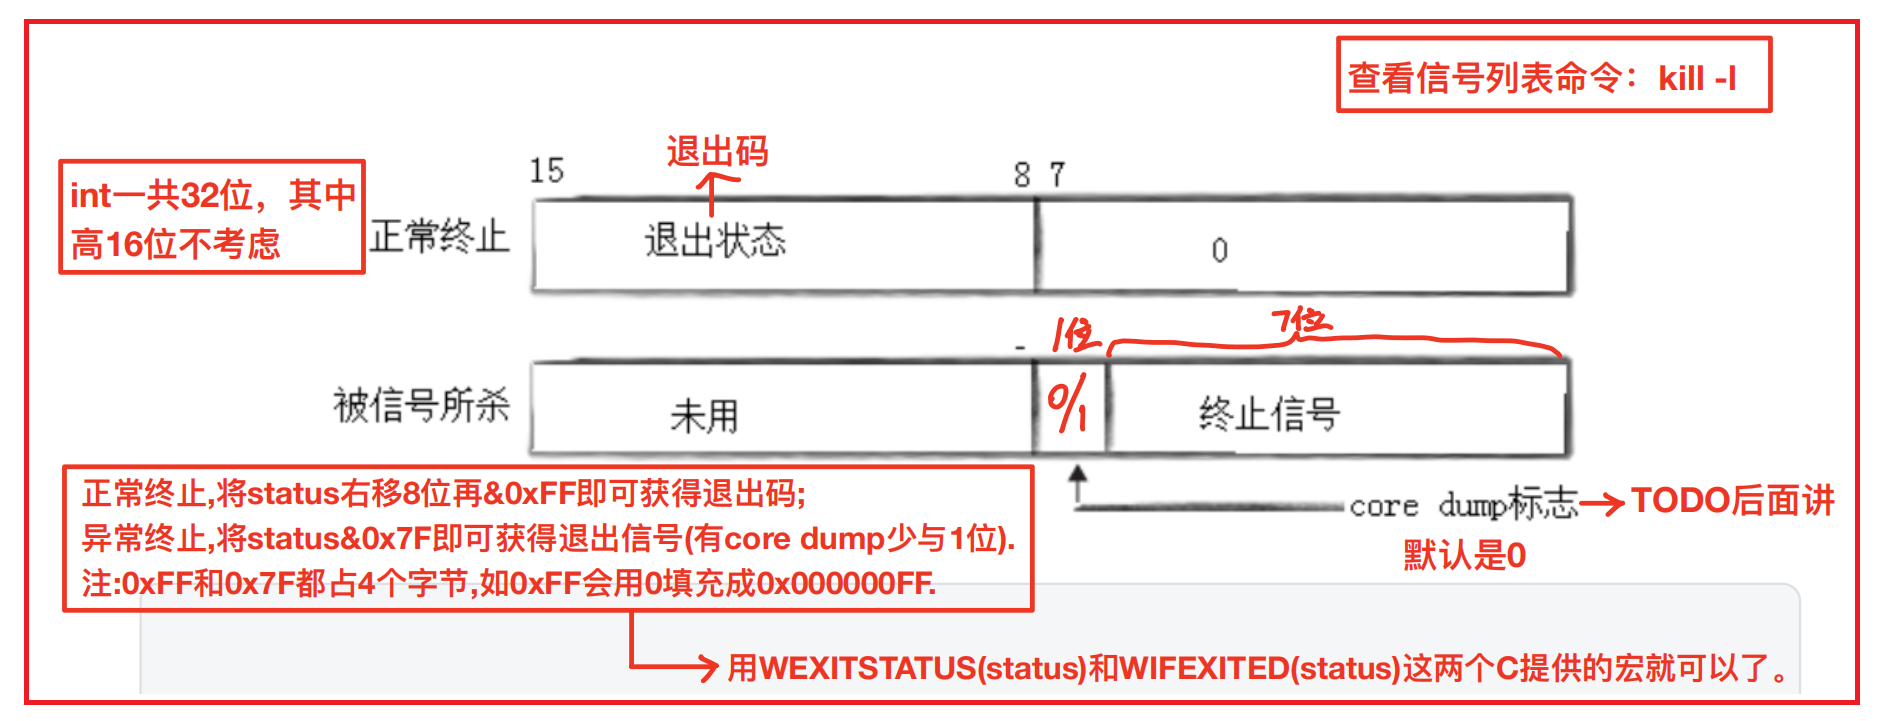 查看信号列表命令：kill -l
int一共32位，其中
高16位不考虑
退出码
15
8 7
正常终止
退出状态
0
1位
7位
被信号所杀
未用
0/1
终止信号
core dump标志
TODO后面讲
默认是0
正常终止,将status右移8位再&0xFF即可获得退出码;
异常终止,将status&0x7F即可获得退出信号(有core dump少与1位).
注:0xFF和0x7F都占4个字节,如0xFF会用0填充成0x000000FF.
用WEXITSTATUS(status)和WIFEXITED(status)这两个C提供的宏就可以了。